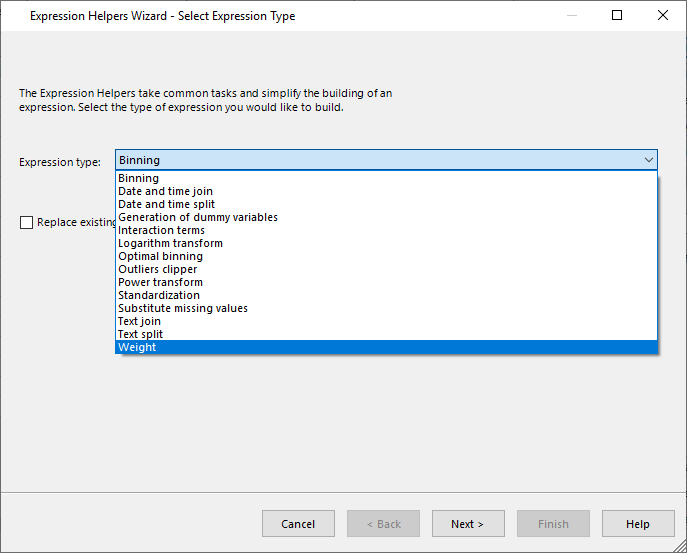 Expression Helpers Wizard - Select Expression Type
The Expression Helpers take common tasks and simplify the building of an
expression. Select the type of expression you would like to build.
Expression type: Binning
Binning
Date and time join
Date and time split
Generation of dummy variables
Replace existing
Interaction terms
Logarithm transform
Optimal binning
Outliers clipper
Power transform
Standardization
Substitute missing values
Text join
Text split
Weight
Cancel < Back Next > Finish Help